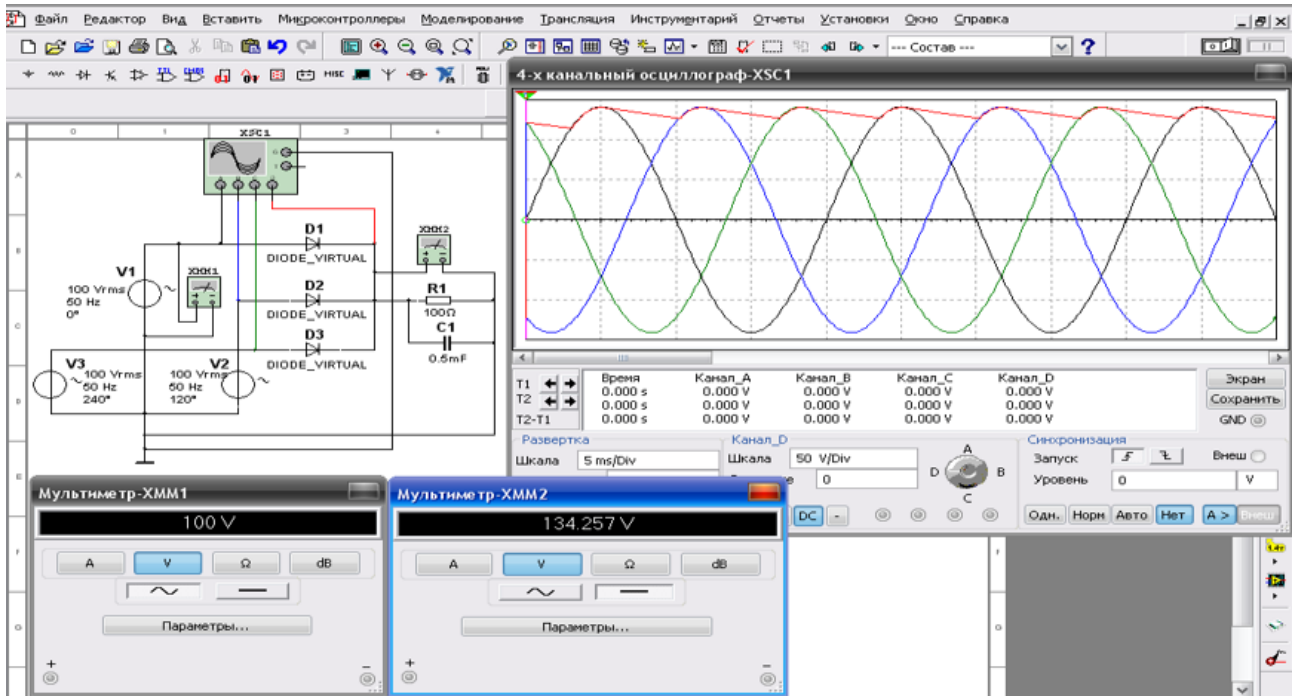 Файл Редактор Вид Вставить Микроконтроллеры Моделирование Трансляция Инструментарий Отчеты Установки Окно Справка
--- Состав ---
4-х канальный осциллограф-XSC1
XSC1
D1
DIODE_VIRTUAL
XMM2
V1
100 Vrms
50 Hz
0°
XMM1
D2
DIODE_VIRTUAL
R1
100Ω
D3
DIODE_VIRTUAL
C1
0.5mF
V3
100 Vrms
50 Hz
240°
V2
100 Vrms
50 Hz
120°
Время Канал_A Канал_B Канал_C Канал_D
T1 0.000 s 0.000 V 0.000 V 0.000 V 0.000 V
T2 0.000 s 0.000 V 0.000 V 0.000 V 0.000 V
T2-T1 0.000 s 0.000 V 0.000 V 0.000 V 0.000 V
Экран
Сохранить
GND
Развертка
Шкала 5 ms/Div
Канал_D
Шкала 50 V/Div
0
DC -
A
B
C
D
Синхронизация
Запуск
Внеш
Уровень 0 V
Одн. Норм Авто Нет A > Внеш
Мультиметр-XMM1
100 V
A V Ω dB
Параметры...
+ -
Мультиметр-XMM2
134.257 V
A V Ω dB
Параметры...
+ -